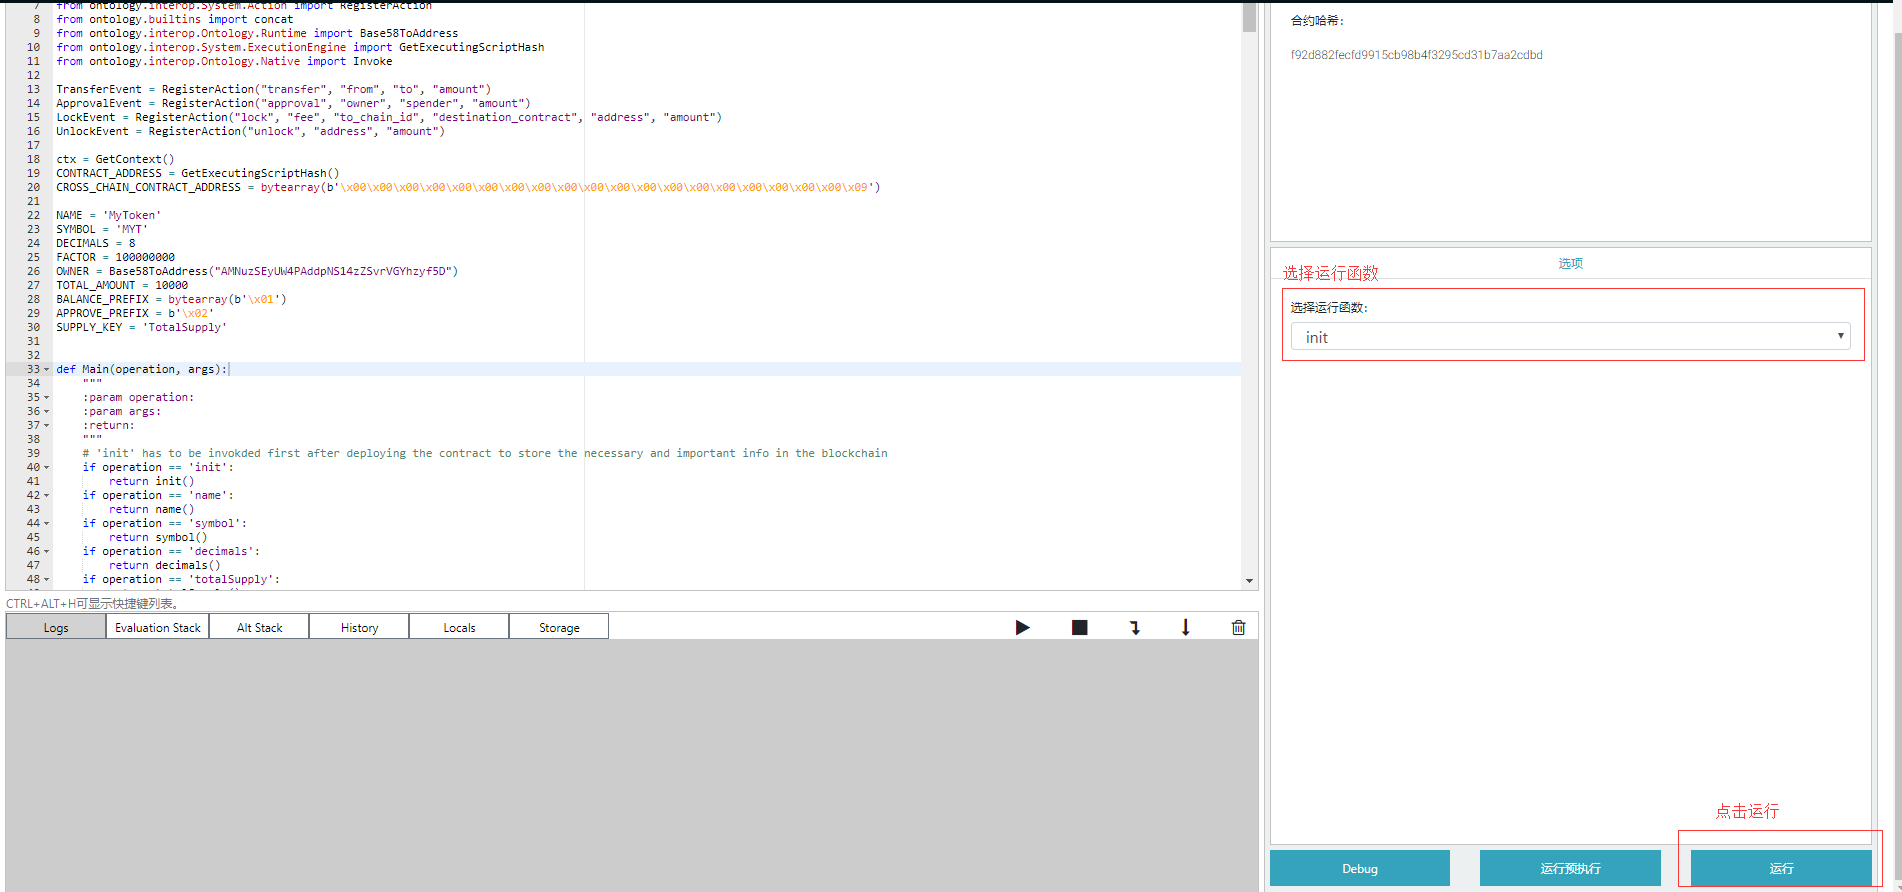 7 from ontology.interop.System.Action import RegisterAction
8 from ontology.builtins import concat
9 from ontology.interop.Ontology.Runtime import Base58ToAddress
10 from ontology.interop.System.ExecutionEngine import GetExecutingScriptHash
11 from ontology.interop.Ontology.Native import Invoke
12
13 TransferEvent = RegisterAction("transfer", "from", "to", "amount")
14 ApprovalEvent = RegisterAction("approval", "owner", "spender", "amount")
15 LockEvent = RegisterAction("lock", "fee", "to_chain_id", "destination_contract", "address", "amount")
16 UnlockEvent = RegisterAction("unlock", "address", "amount")
17
18 ctx = GetContext()
19 CONTRACT_ADDRESS = GetExecutingScriptHash()
20 CROSS_CHAIN_CONTRACT_ADDRESS = bytearray(b'\x00\x00\x00\x00\x00\x00\x00\x00\x00\x00\x00\x00\x00\x00\x00\x00\x00\x00\x00\x09')
21
22 NAME = 'MyToken'
23 SYMBOL = 'MYT'
24 DECIMALS = 8
25 FACTOR = 100000000
26 OWNER = Base58ToAddress("AMNuzSEyUW4PAddpNS14zZSvrVGYhzyf5D")
27 TOTAL_AMOUNT = 10000
28 BALANCE_PREFIX = bytearray(b'\x01')
29 APPROVE_PREFIX = b'\x02'
30 SUPPLY_KEY = 'TotalSupply'
31
32
33 def Main(operation, args):
34 """
35 :param operation:
36 :param args:
37 :return:
38 """
39 # 'init' has to be invokded first after deploying the contract to store the necessary and important info in the blockchain
40 if operation == 'init':
41 return init()
42 if operation == 'name':
43 return name()
44 if operation == 'symbol':
45 return symbol()
46 if operation == 'decimals':
47 return decimals()
48 if operation == 'totalSupply':
CTRL+ALT+H可显示快捷键列表。
Logs Evaluation Stack Alt Stack History Locals Storage
合约哈希:
f92d882fecfd9915cb98b4f3295cd31b7aa2cdbd
选项
选择运行函数
选择运行函数:
init
点击运行
Debug 运行预执行 运行